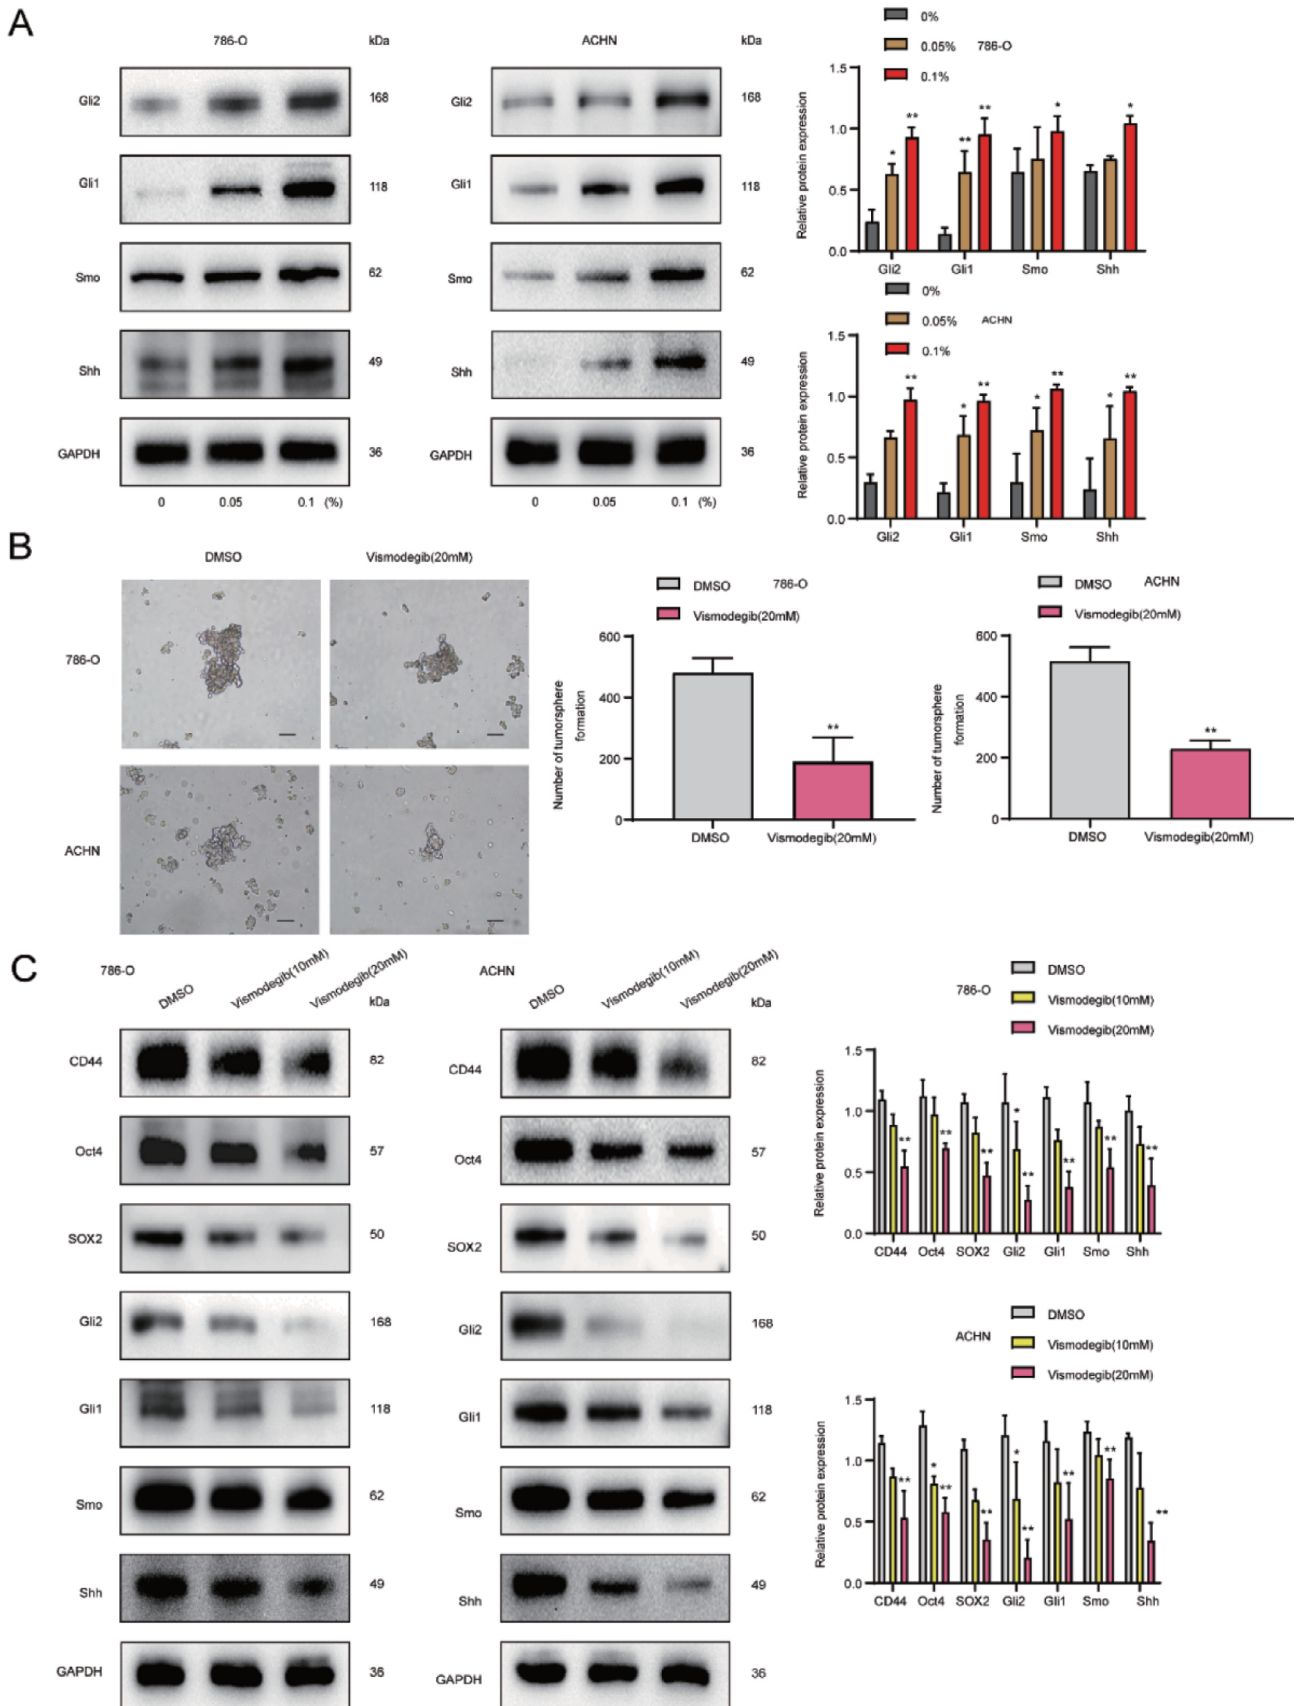 A
786-O
kDa
Gli2
168
Gli1
118
Smo
62
Shh
49
GAPDH
36
0
0.05
0.1 (%)
ACHN
kDa
Gli2
168
Gli1
118
Smo
62
Shh
49
GAPDH
36
0
0.05
0.1 (%)
0%
0.05% 786-O
0.1%
Relative protein expression
1.5
1.0
0.5
0.0
* ** ** ** * *
Gli2 Gli1 Smo Shh
0%
0.05% ACHN
0.1%
Relative protein expression
1.5
1.0
0.5
0.0
** * ** * ** * **
Gli2 Gli1 Smo Shh
B
DMSO
Vismodegib(20mM)
786-O
ACHN
DMSO 786-O
Vismodegib(20mM)
Number of tumorsphere
formation
600
400
200
0
**
DMSO Vismodegib(20mM)
DMSO ACHN
Vismodegib(20mM)
Number of tumorsphere
formation
600
400
200
0
**
DMSO Vismodegib(20mM)
C
786-O
DMSO
Vismodegib(10mM)
Vismodegib(20mM)
kDa
CD44
82
Oct4
57
SOX2
50
Gli2
168
Gli1
118
Smo
62
Shh
49
GAPDH
36
ACHN
DMSO
Vismodegib(10mM)
Vismodegib(20mM)
kDa
CD44
82
Oct4
57
SOX2
50
Gli2
168
Gli1
118
Smo
62
Shh
49
GAPDH
36
DMSO
786-O Vismodegib(10mM)
Vismodegib(20mM)
Relative protein expression
1.5
1.0
0.5
0.0
** ** ** * ** ** ** **
CD44 Oct4 SOX2 Gli2 Gli1 Smo Shh
DMSO
ACHN Vismodegib(10mM)
Vismodegib(20mM)
Relative protein expression
1.5
1.0
0.5
0.0
** * ** ** * ** ** ** **
CD44 Oct4 SOX2 Gli2 Gli1 Smo Shh